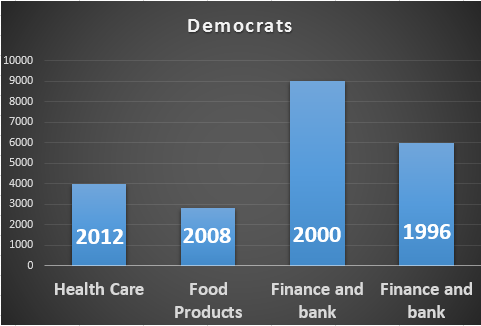 Democrats
10000
9000
8000
7000
6000
5000
4000
3000
2000
1000
0
2012
2008
2000
1996
Health Care
Food
Products
Finance and
bank
Finance and
bank